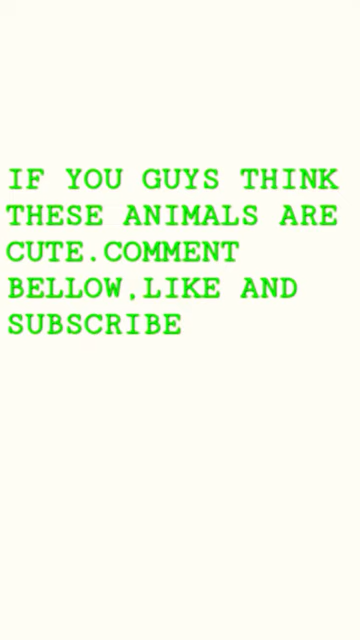 IF YOU GUYS THINK
THESE ANIMALS ARE
CUTE.COMMENT
BELLOW,LIKE AND
SUBSCRIBE